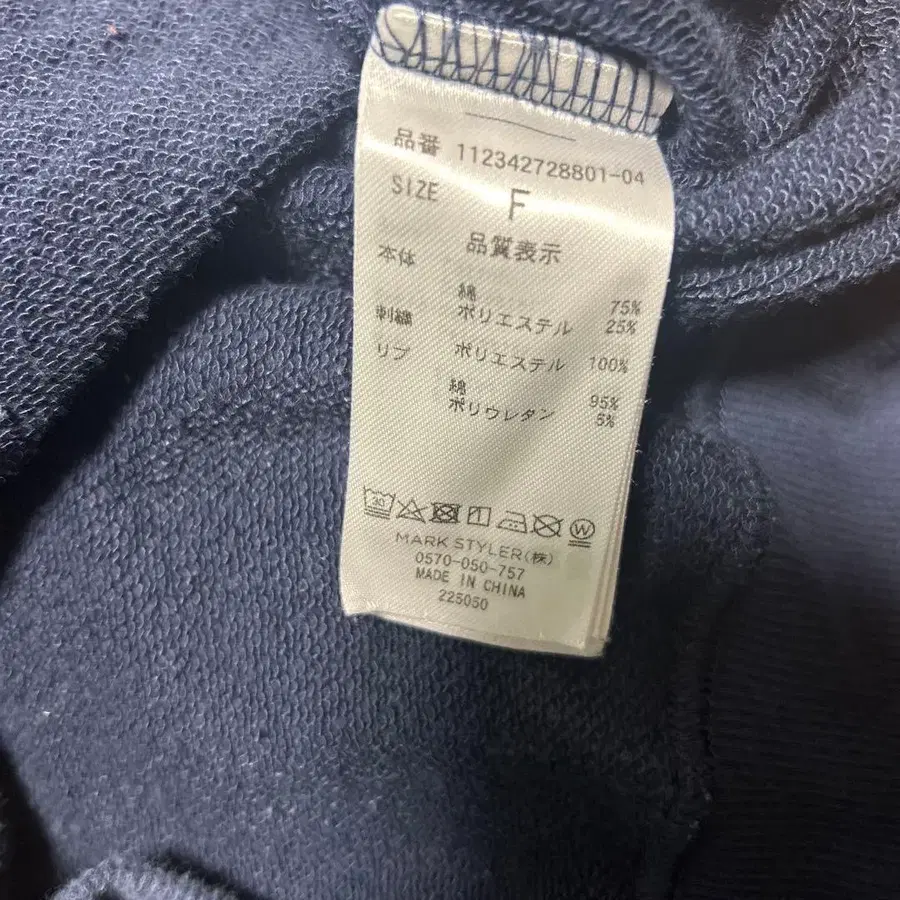 品番 112342728801-04
SIZE F
品質表示
本体
綿 75%
ポリエステル 25%
刺繍 ポリエステル 100%
リブ
綿 95%
ポリウレタン 5%
30
W
MARK STYLER(株)
0570-050-757
MADE IN CHINA
225050